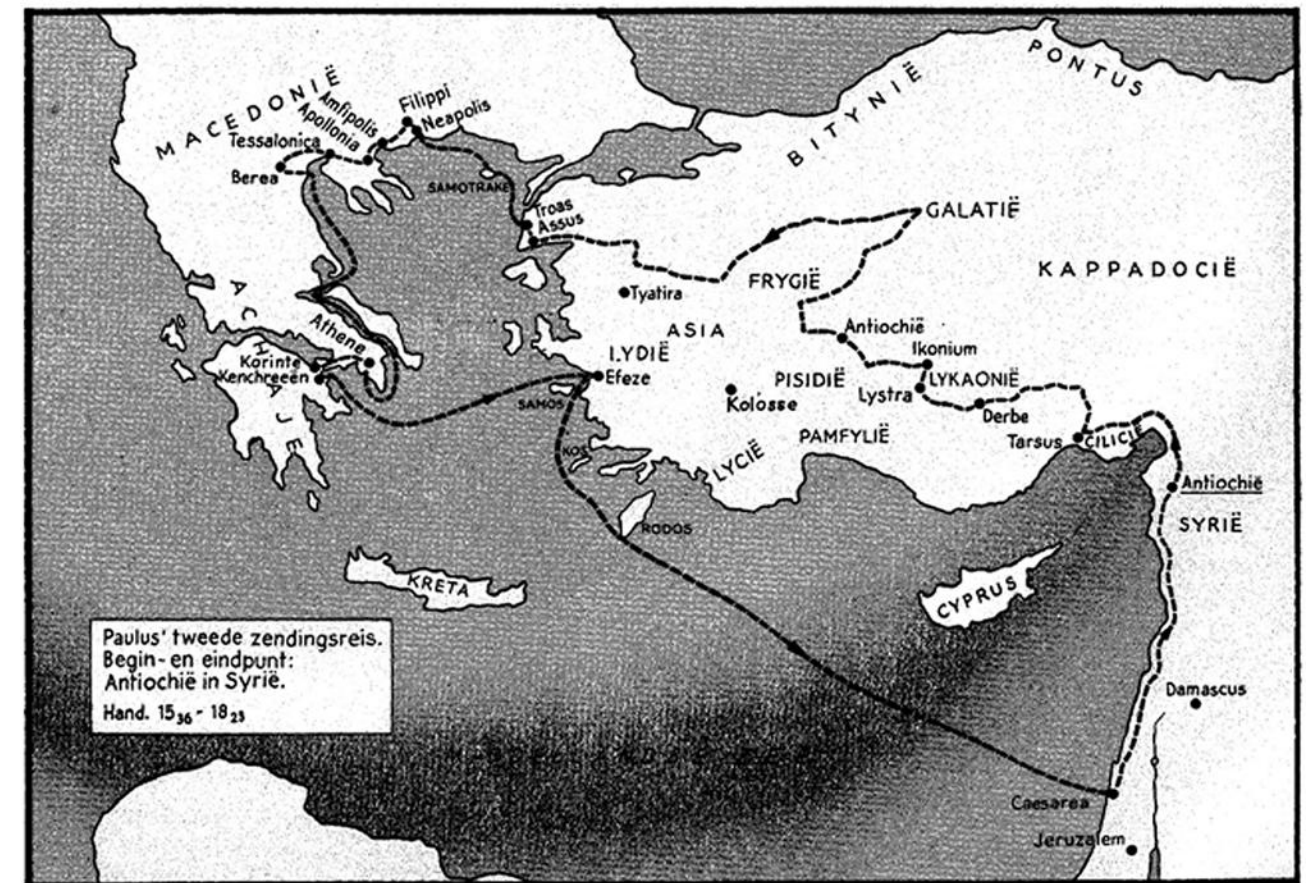 PONTUS
BITYNIË
MACEDONIË
Filippi
Neapolis
Amfipolis
Apollonia
Tessalonica
Berea
SAMOTRAKE
Troas
Assus
GALATIË
KAPPADOCIË
FRYGIË
Tyatira
ASIA
Antiochië
ACHAJE
Athene
Korinte
Kenchreeën
LYDIË
Efeze
SAMOS
Ikonium
PISIDIË
LYKAONIË
Kolosse
Lystra
Derbe
PAMFYLIË
Tarsus
CILICIË
LYCIË
KOS
Antiochië
SYRIË
RODOS
KRETA
CYPRUS
Paulus' tweede zendingsreis.
Begin- en eindpunt:
Antiochië in Syrië.
Hand. 15₃₆ - 18₂₃
Damascus
Caesarea
Jeruzalem